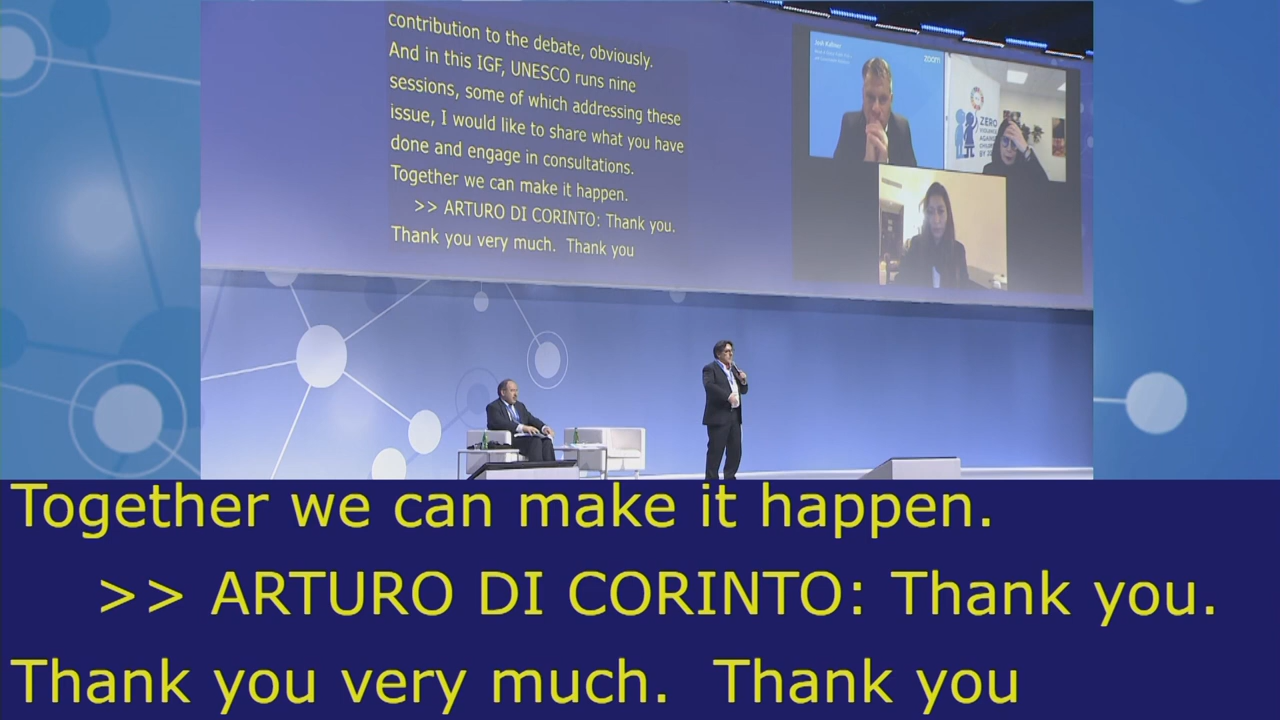 contribution to the debate, obviously.
And in this IGF, UNESCO runs nine
sessions, some of which addressing these
issue, I would like to share what you have
done and engage in consultations.
Together we can make it happen.
>> ARTURO DI CORINTO: Thank you.
Thank you very much. Thank you
zoom
ZERO
VIOLENCE
AGAINST
Together we can make it happen.
>> ARTURO DI CORINTO: Thank you.
Thank you very much. Thank you